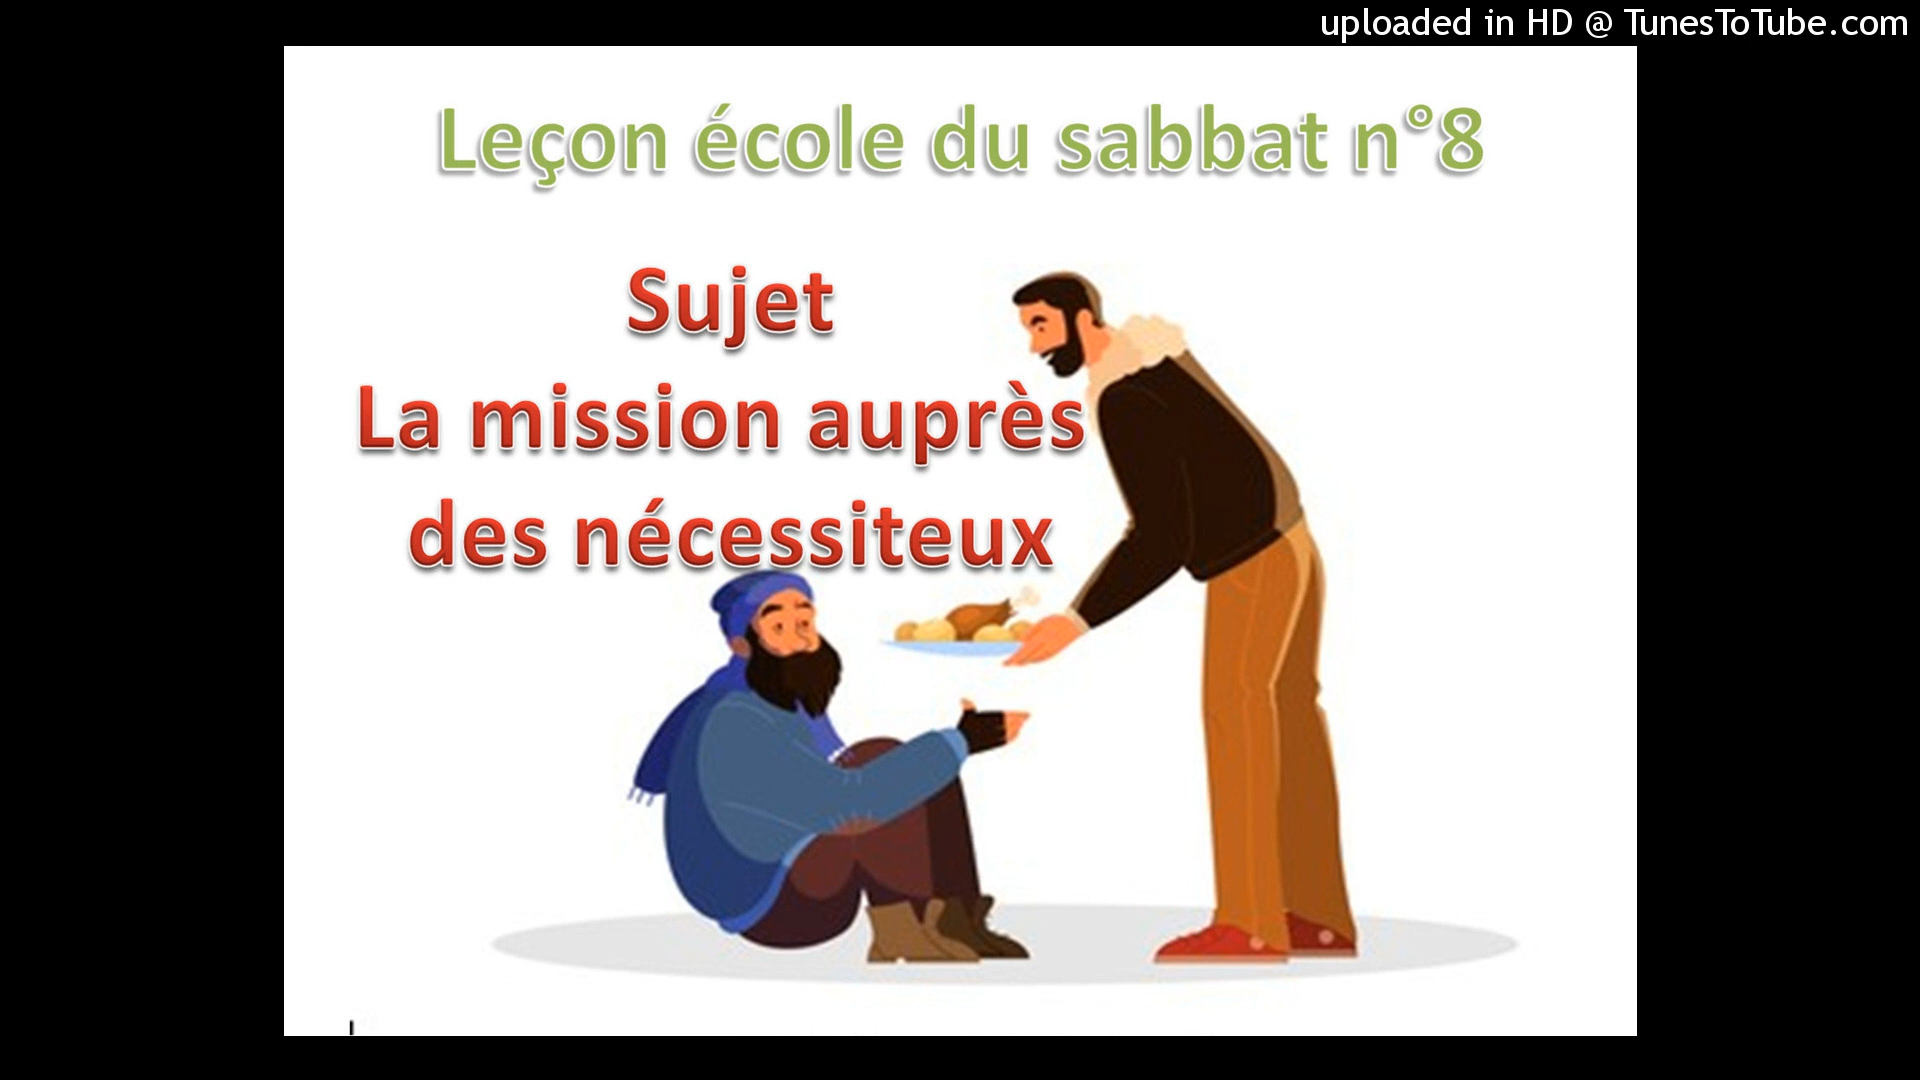 uploaded in HD @ TunesToTube.com
Leçon école du sabbat n°8
Sujet
La mission auprès
des nécessiteux